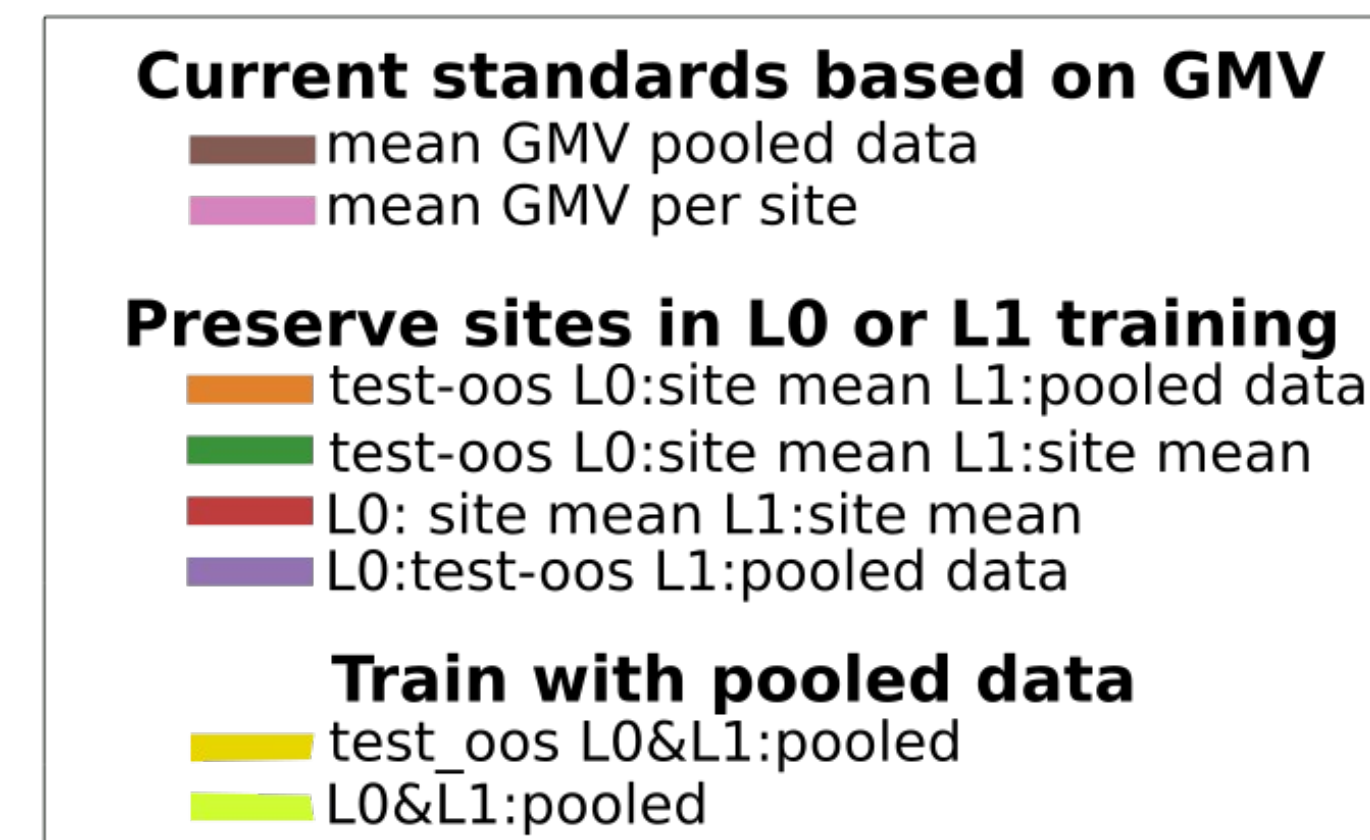 Current standards based on GMV
mean GMV pooled data
mean GMV per site
Preserve sites in L0 or L1 training
test-oos L0:site mean L1:pooled data
test-oos L0:site mean L1:site mean
L0: site mean L1:site mean
L0:test-oos L1:pooled data
Train with pooled data
test_oos L0&L1:pooled
L0&L1:pooled